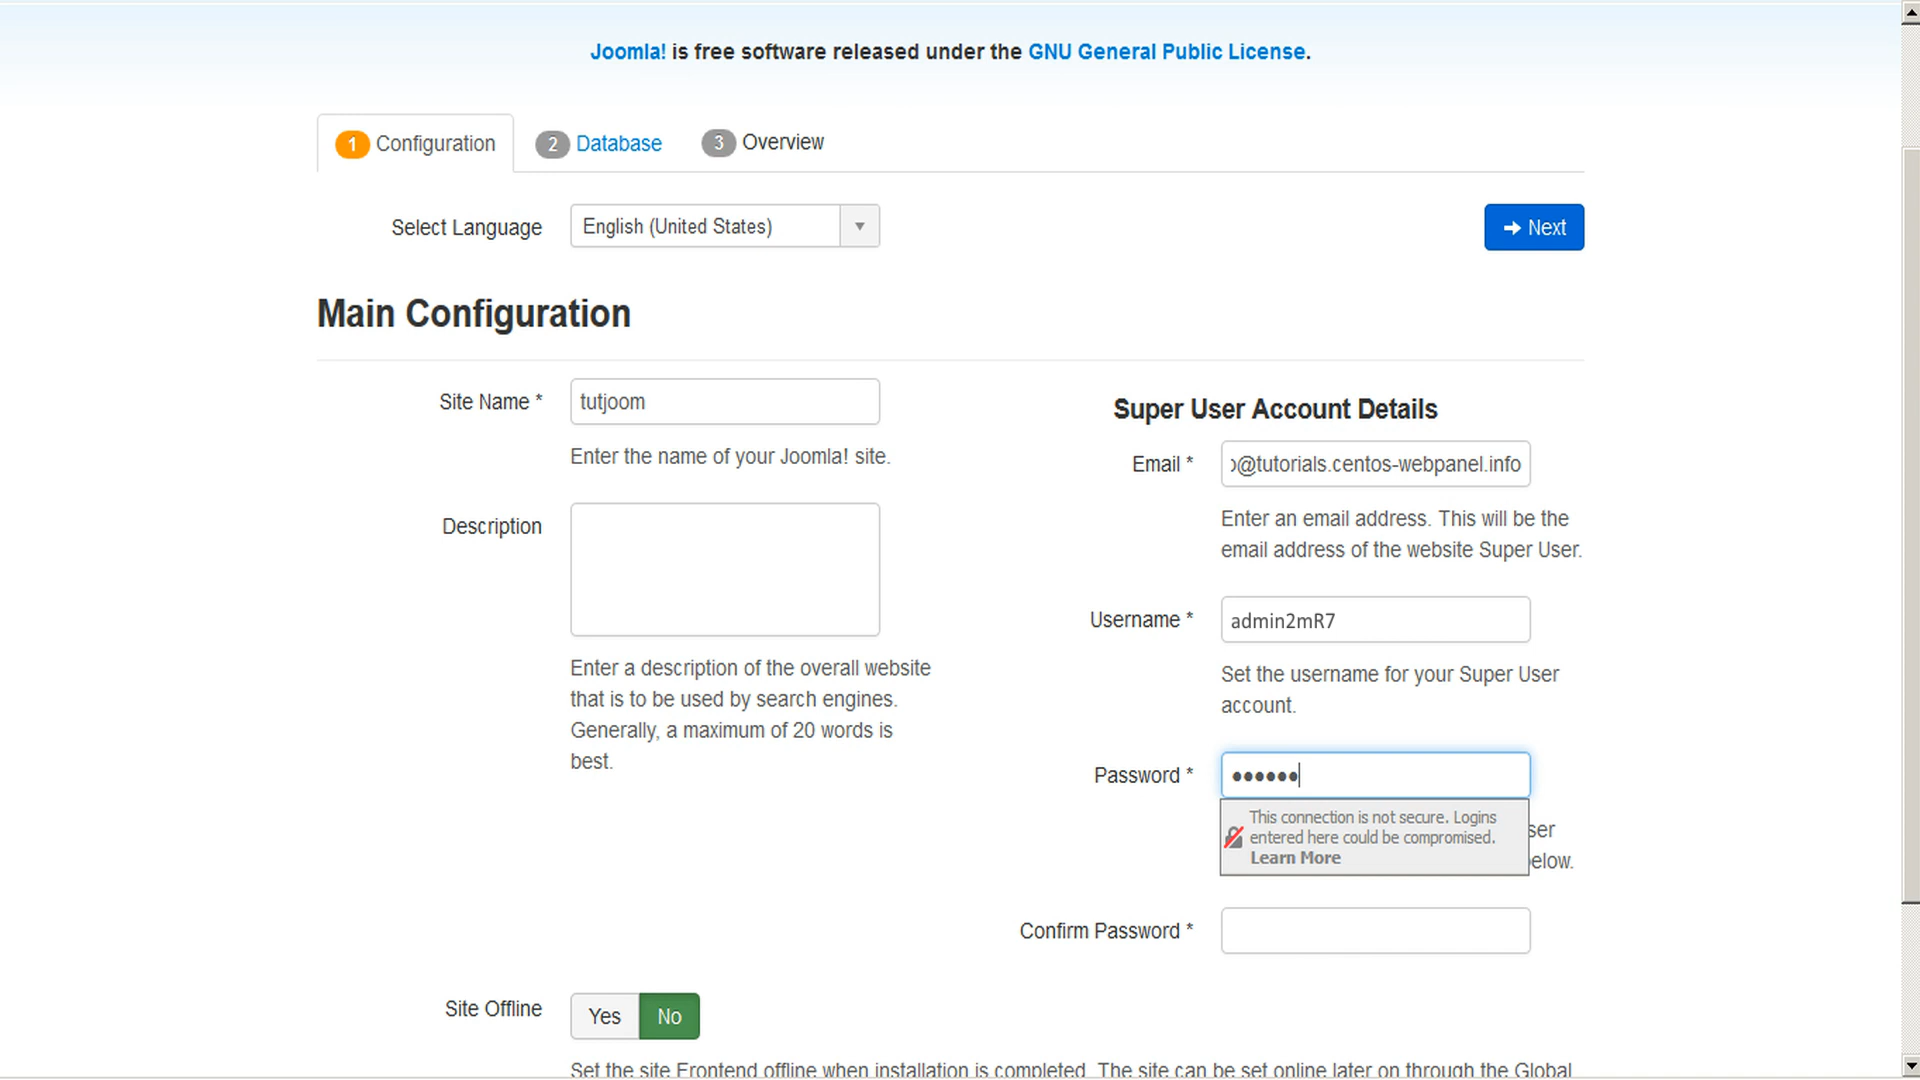 Joomla! is free software released under the GNU General Public License.
1 Configuration
2 Database
3 Overview
Select Language
English (United States)
Next
Main Configuration
Site Name *
tutjoom
Enter the name of your Joomla! site.
Description
Enter a description of the overall website
that is to be used by search engines.
Generally, a maximum of 20 words is
best.
Super User Account Details
Email *
@tutorials.centos-webpanel.info
Enter an email address. This will be the
email address of the website Super User.
Username *
admin2mR7
Set the username for your Super User
account.
Password *
••••••
This connection is not secure. Logins
entered here could be compromised.
Learn More
ser
elow.
Confirm Password *
Site Offline
Yes
No
Set the site Frontend offline when installation is completed. The site can be set online later on through the Global